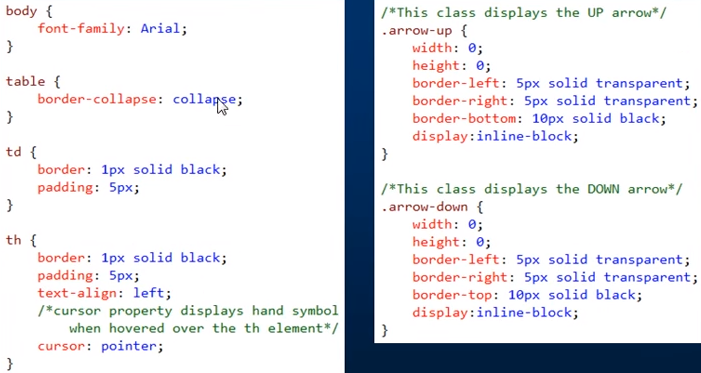 body {
font-family: Arial;
}
table {
border-collapse: collapse;
}
td {
border: 1px solid black;
padding: 5px;
}
th {
border: 1px solid black;
padding: 5px;
text-align: left;
/*cursor property displays hand symbol
when hovered over the th element*/
cursor: pointer;
}
/*This class displays the UP arrow*/
.arrow-up {
width: 0;
height: 0;
border-left: 5px solid transparent;
border-right: 5px solid transparent;
border-bottom: 10px solid black;
display:inline-block;
}
/*This class displays the DOWN arrow*/
.arrow-down {
width: 0;
height: 0;
border-left: 5px solid transparent;
border-right: 5px solid transparent;
border-top: 10px solid black;
display:inline-block;
}